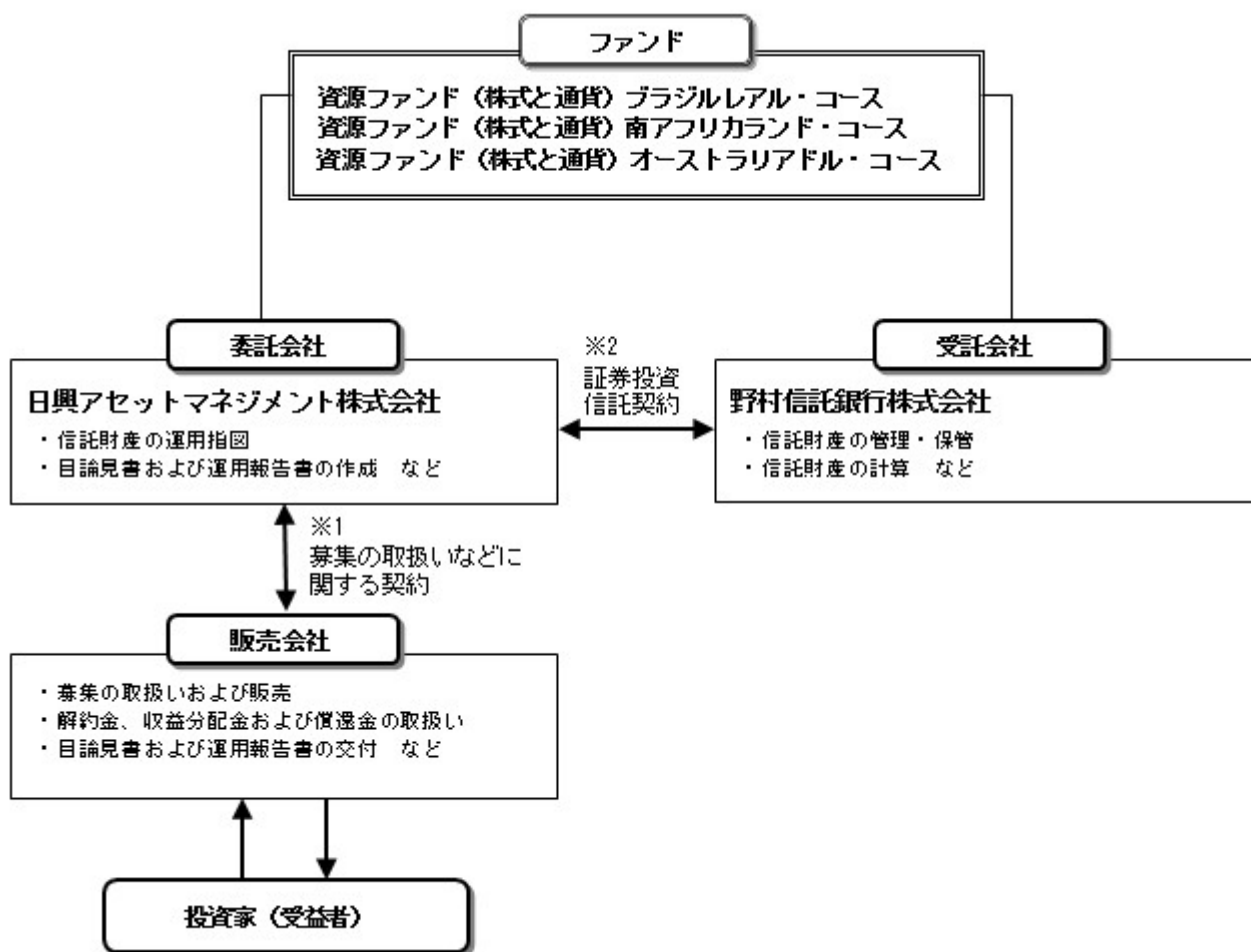 ファンド
資源ファンド（株式と通貨）ブラジルレアル・コース
資源ファンド（株式と通貨）南アフリカランド・コース
資源ファンド（株式と通貨）オーストラリアドル・コース
委託会社
日興アセットマネジメント株式会社
・信託財産の運用指図
・目論見書および運用報告書の作成　など
※2
証券投資
信託契約
受託会社
野村信託銀行株式会社
・信託財産の管理・保管
・信託財産の計算　など
※1
募集の取扱いなどに
関する契約
販売会社
・募集の取扱いおよび販売
・解約金、収益分配金および償還金の取扱い
・目論見書および運用報告書の交付　など
投資家（受益者）